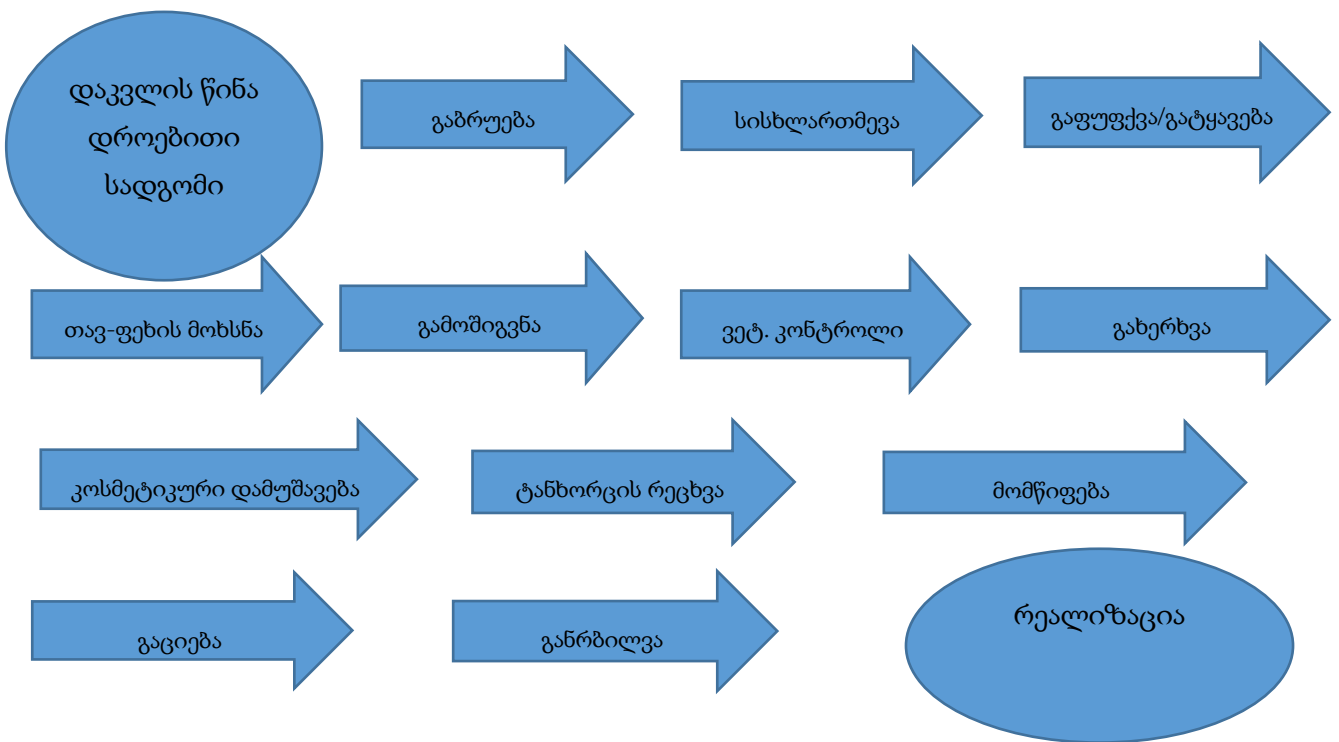 დაკვლის წინა
დროებითი
სადგომი
გაბრუება
სისხლართმევა
გაფუფქვა/გატყავება
თავ-ფეხის მოხსნა
გამოშიგვნა
ვეტ. კონტროლი
გახერხვა
კოსმეტიკური დამუშავება
ტანხორცის რეცხვა
მომწიფება
გაციება
განრბილვა
რეალიზაცია